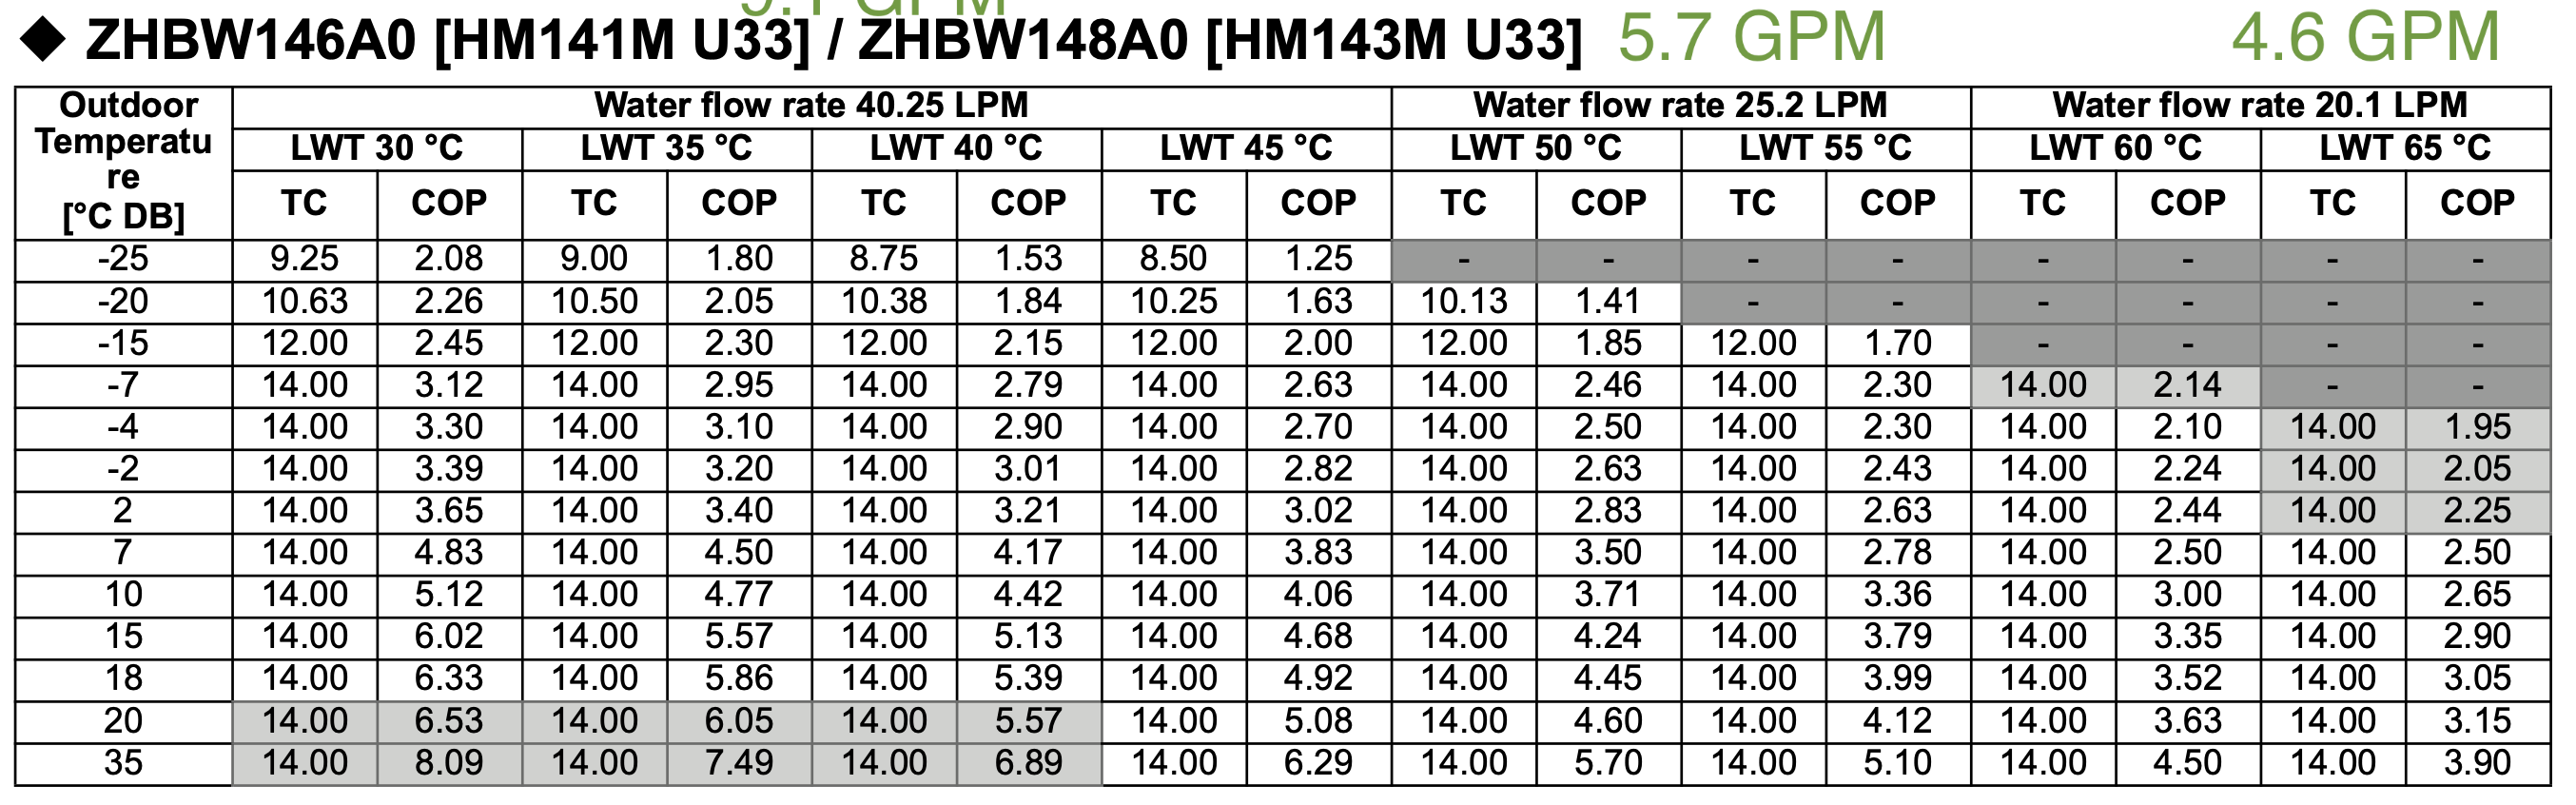 9.1 GPM
◆ ZHBW146A0 [HM141M U33] / ZHBW148A0 [HM143M U33] 5.7 GPM 4.6 GPM
Outdoor Temperatu re [°C DB] Water flow rate 40.25 LPM Water flow rate 25.2 LPM Water flow rate 20.1 LPM
LWT 30 °C LWT 35 °C LWT 40 °C LWT 45 °C LWT 50 °C LWT 55 °C LWT 60 °C LWT 65 °C
TC COP TC COP TC COP TC COP TC COP TC COP TC COP TC COP
-25 9.25 2.08 9.00 1.80 8.75 1.53 8.50 1.25 - - - - - - - -
-20 10.63 2.26 10.50 2.05 10.38 1.84 10.25 1.63 10.13 1.41 - - - - - -
-15 12.00 2.45 12.00 2.30 12.00 2.15 12.00 2.00 12.00 1.85 12.00 1.70 - - - -
-7 14.00 3.12 14.00 2.95 14.00 2.79 14.00 2.63 14.00 2.46 14.00 2.30 14.00 2.14 - -
-4 14.00 3.30 14.00 3.10 14.00 2.90 14.00 2.70 14.00 2.50 14.00 2.30 14.00 2.10 14.00 1.95
-2 14.00 3.39 14.00 3.20 14.00 3.01 14.00 2.82 14.00 2.63 14.00 2.43 14.00 2.24 14.00 2.05
2 14.00 3.65 14.00 3.40 14.00 3.21 14.00 3.02 14.00 2.83 14.00 2.63 14.00 2.44 14.00 2.25
7 14.00 4.83 14.00 4.50 14.00 4.17 14.00 3.83 14.00 3.50 14.00 2.78 14.00 2.50 14.00 2.50
10 14.00 5.12 14.00 4.77 14.00 4.42 14.00 4.06 14.00 3.71 14.00 3.36 14.00 3.00 14.00 2.65
15 14.00 6.02 14.00 5.57 14.00 5.13 14.00 4.68 14.00 4.24 14.00 3.79 14.00 3.35 14.00 2.90
18 14.00 6.33 14.00 5.86 14.00 5.39 14.00 4.92 14.00 4.45 14.00 3.99 14.00 3.52 14.00 3.05
20 14.00 6.53 14.00 6.05 14.00 5.57 14.00 5.08 14.00 4.60 14.00 4.12 14.00 3.63 14.00 3.15
35 14.00 8.09 14.00 7.49 14.00 6.89 14.00 6.29 14.00 5.70 14.00 5.10 14.00 4.50 14.00 3.90